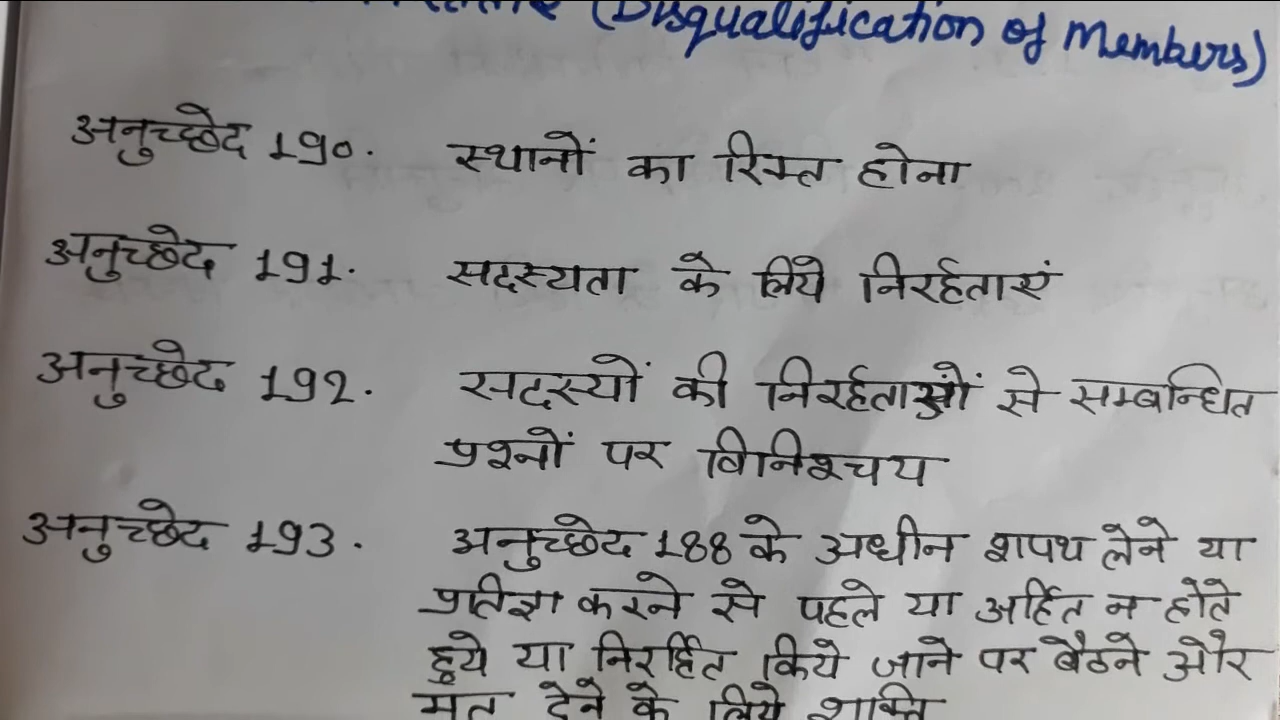 (Disqualification of Members)
अनुच्छेद 190. स्थानों का रिक्त होना
अनुच्छेद 191. सदस्यता के लिये निरर्हताएं
अनुच्छेद 192. सदस्यों की निरर्हताओं से सम्बन्धित
प्रश्नों पर विनिश्चय
अनुच्छेद 193. अनुच्छेद 188 के अधीन शपथ लेने या
प्रतिज्ञा करने से पहले या अर्हित न होते
हुये या निरर्हित किये जाने पर बैठने और
मत देने के लिये शास्ति